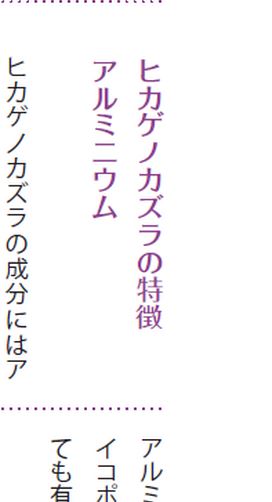 ヒカゲノカズラの特徴
アルミニウム
ヒカゲノカズラの成分にはア
アルミ
イコポ
ても有